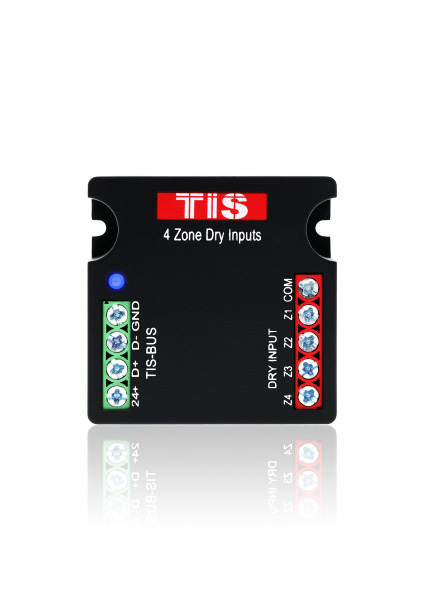 TIS
4 Zone Dry Inputs
GND
D-
D+
24+
TIS-BUS
DRY INPUT
COM
Z1
Z2
Z3
Z4